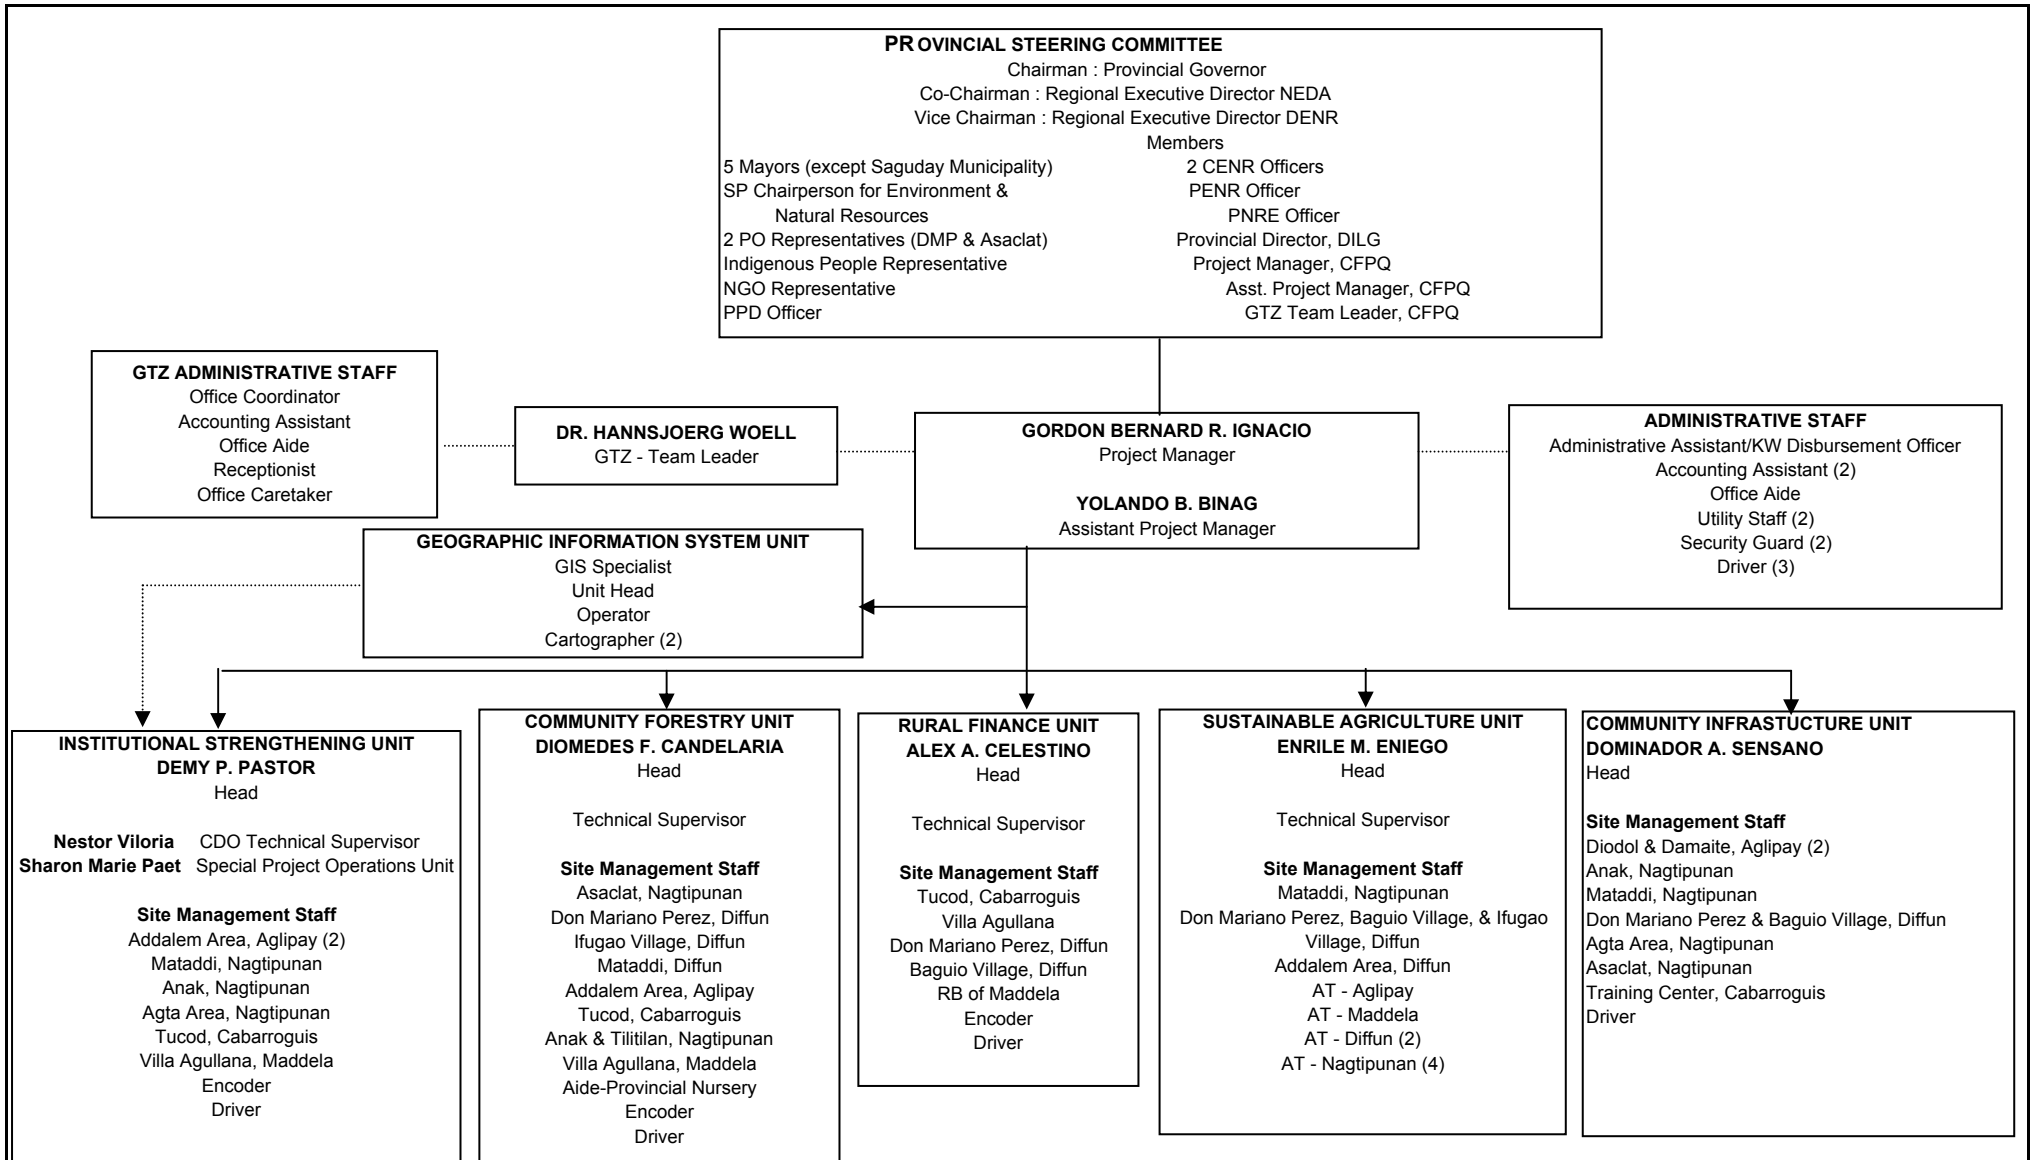 PROVINCIAL STEERING COMMITTEE
Chairman : Provincial Governor
Co-Chairman : Regional Executive Director NEDA
Vice Chairman : Regional Executive Director DENR
Members
5 Mayors (except Saguday Municipality)
SP Chairperson for Environment &
Natural Resources
2 PO Representatives (DMP & Asaclat)
Indigenous People Representative
NGO Representative
PPD Officer
2 CENR Officers
PENR Officer
PNRE Officer
Provincial Director, DILG
Project Manager, CFPQ
Asst. Project Manager, CFPQ
GTZ Team Leader, CFPQ
GTZ ADMINISTRATIVE STAFF
Office Coordinator
Accounting Assistant
Office Aide
Receptionist
Office Caretaker
DR. HANNSJOERG WOELL
GTZ - Team Leader
GORDON BERNARD R. IGNACIO
Project Manager
YOLANDO B. BINAG
Assistant Project Manager
ADMINISTRATIVE STAFF
Administrative Assistant/KW Disbursement Officer
Accounting Assistant (2)
Office Aide
Utility Staff (2)
Security Guard (2)
Driver (3)
GEOGRAPHIC INFORMATION SYSTEM UNIT
GIS Specialist
Unit Head
Operator
Cartographer (2)
INSTITUTIONAL STRENGTHENING UNIT
DEMY P. PASTOR
Head
Nestor Viloria CDO Technical Supervisor
Sharon Marie Paet Special Project Operations Unit
Site Management Staff
Addalem Area, Aglipay (2)
Mataddi, Nagtipunan
Anak, Nagtipunan
Agta Area, Nagtipunan
Tucod, Cabarroguis
Villa Agullana, Maddela
Encoder
Driver
COMMUNITY FORESTRY UNIT
DIOMEDES F. CANDELARIA
Head
Technical Supervisor
Site Management Staff
Asaclat, Nagtipunan
Don Mariano Perez, Diffun
Ifugao Village, Diffun
Mataddi, Diffun
Addalem Area, Aglipay
Tucod, Cabarroguis
Anak & Tilitilan, Nagtipunan
Villa Agullana, Maddela
Aide-Provincial Nursery
Encoder
Driver
RURAL FINANCE UNIT
ALEX A. CELESTINO
Head
Technical Supervisor
Site Management Staff
Tucod, Cabarroguis
Villa Agullana
Don Mariano Perez, Diffun
Baguio Village, Diffun
RB of Maddela
Encoder
Driver
SUSTAINABLE AGRICULTURE UNIT
ENRILE M. ENIEGO
Head
Technical Supervisor
Site Management Staff
Mataddi, Nagtipunan
Don Mariano Perez, Baguio Village, & Ifugao
Village, Diffun
Addalem Area, Diffun
AT - Aglipay
AT - Maddela
AT - Diffun (2)
AT - Nagtipunan (4)
COMMUNITY INFRASTUCTURE UNIT
DOMINADOR A. SENSANO
Head
Site Management Staff
Diodol & Damaite, Aglipay (2)
Anak, Nagtipunan
Mataddi, Nagtipunan
Don Mariano Perez & Baguio Village, Diffun
Agta Area, Nagtipunan
Asaclat, Nagtipunan
Training Center, Cabarroguis
Driver